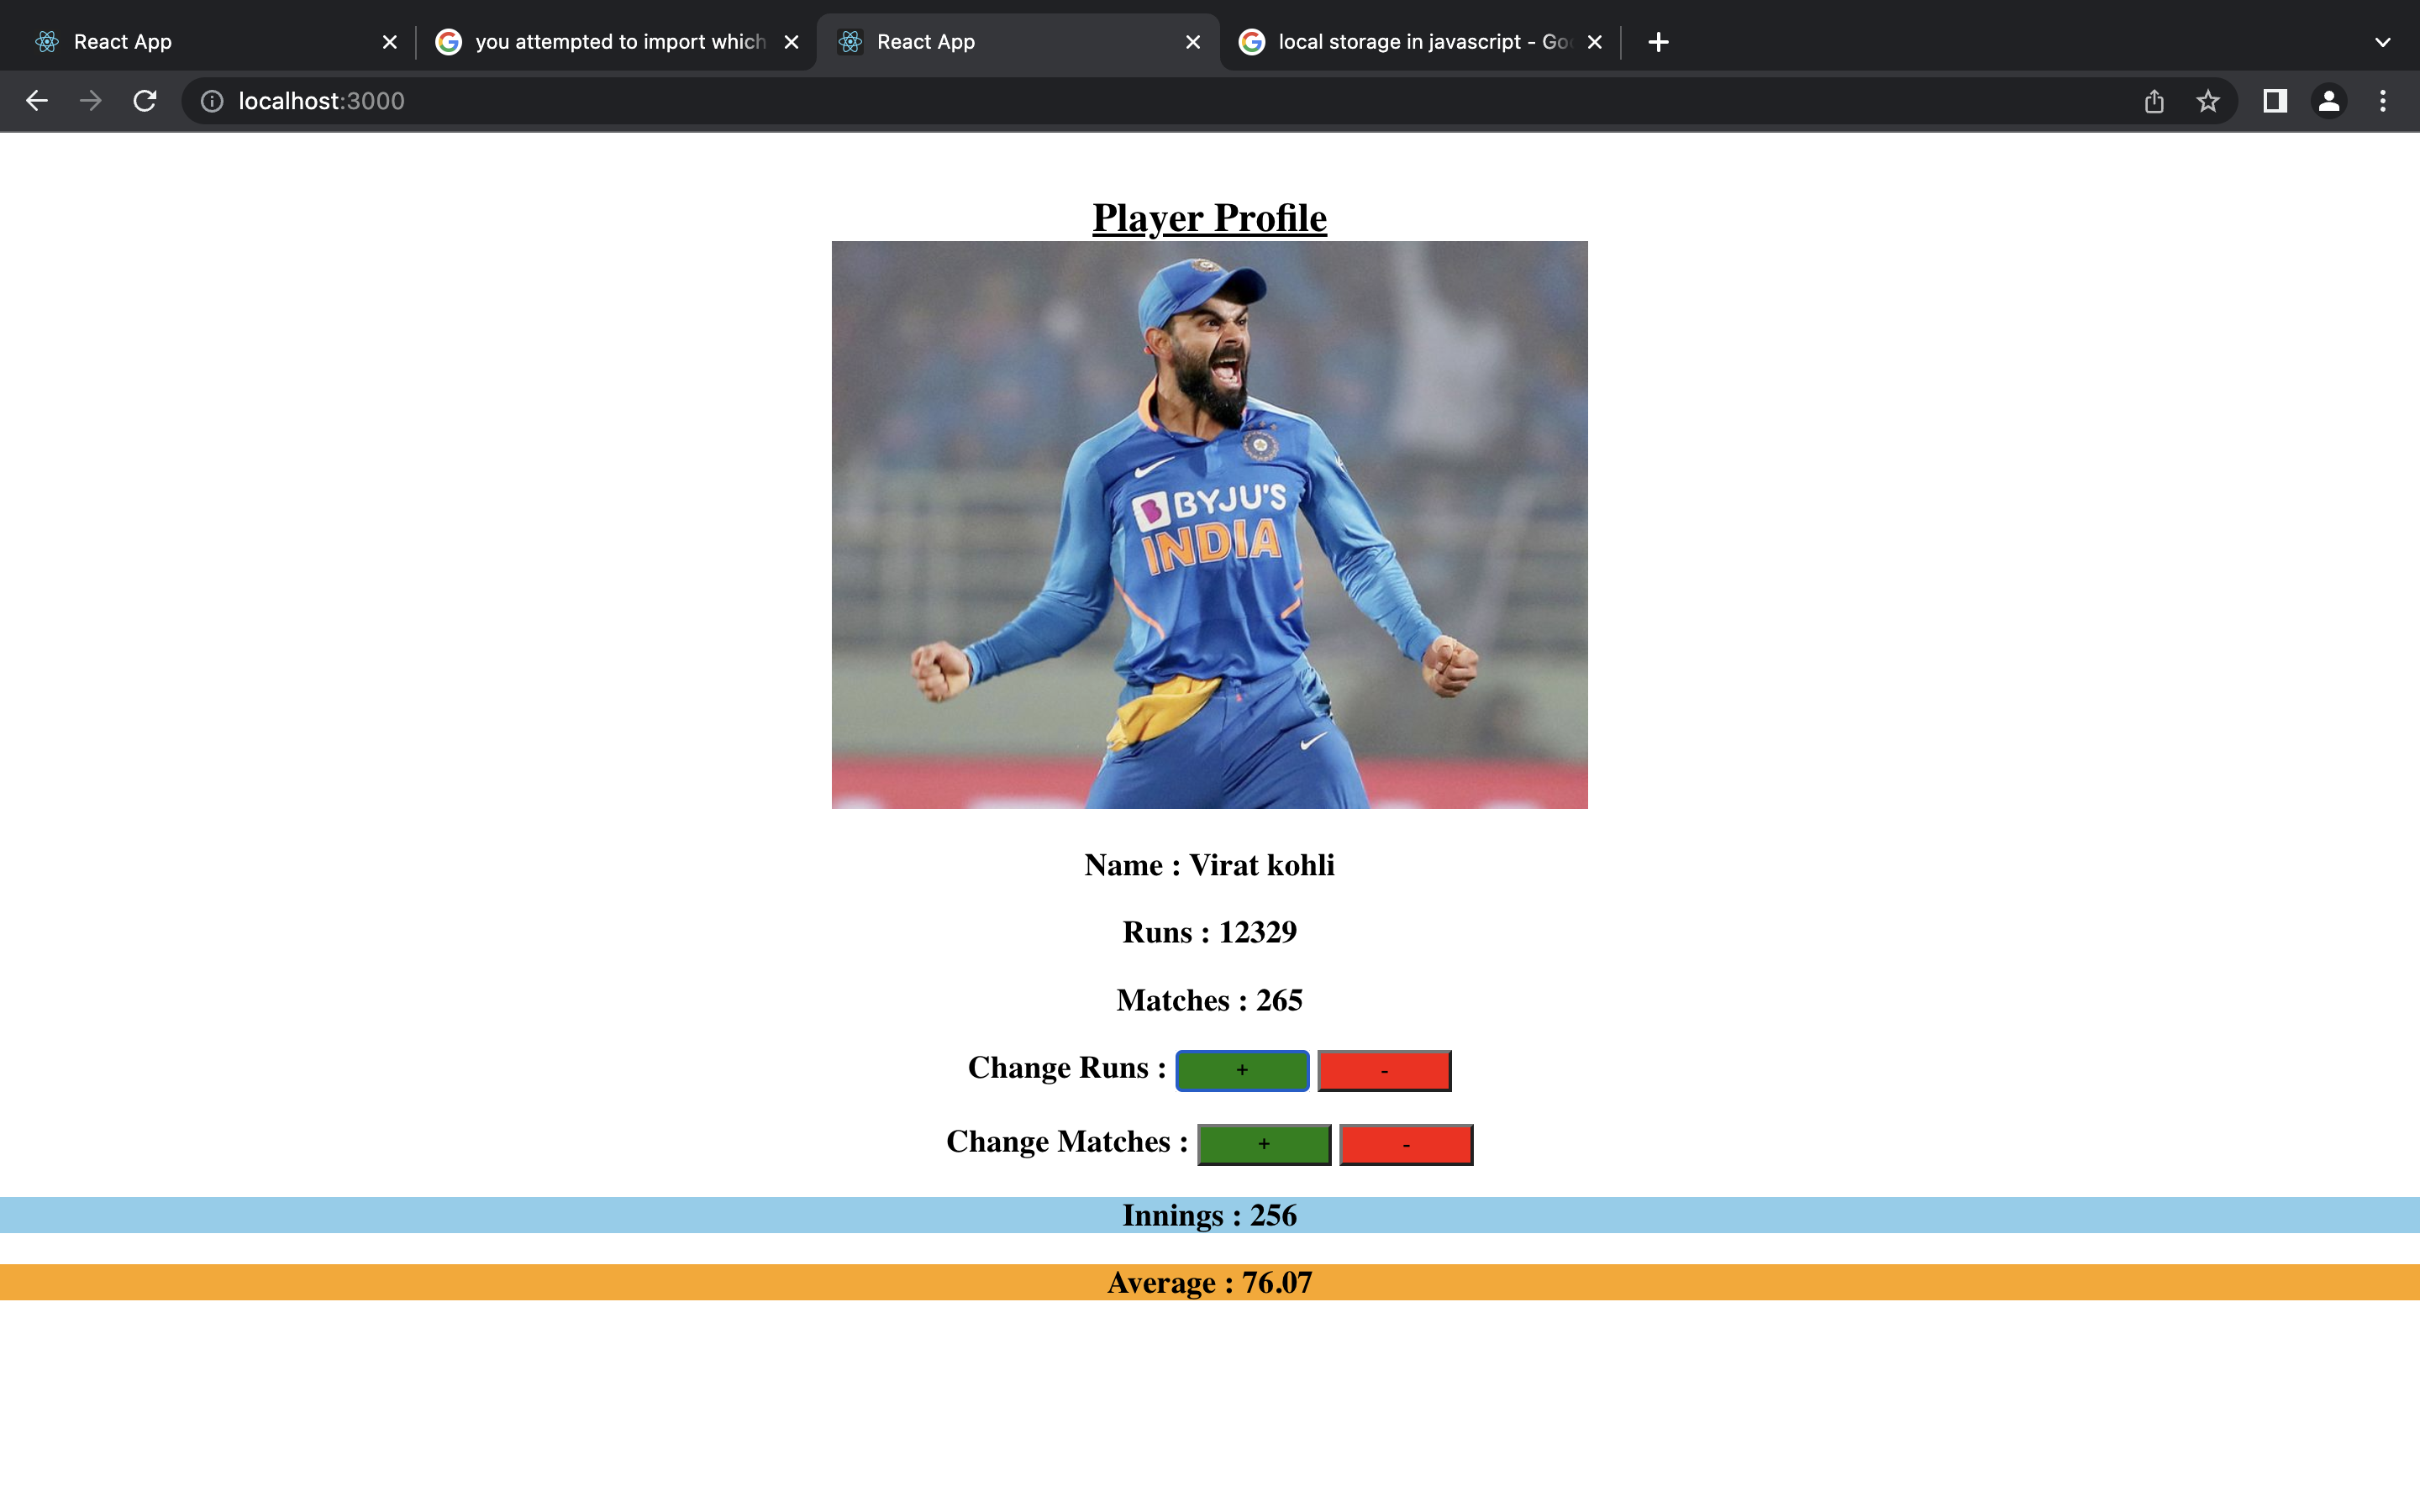 React App
you attempted to import which
React App
local storage in javascript - Goo
localhost:3000
Player Profile
BYJU'S
INDIA
Name : Virat kohli
Runs : 12329
Matches : 265
Change Runs : + -
Change Matches : + -
Innings : 256
Average : 76.07